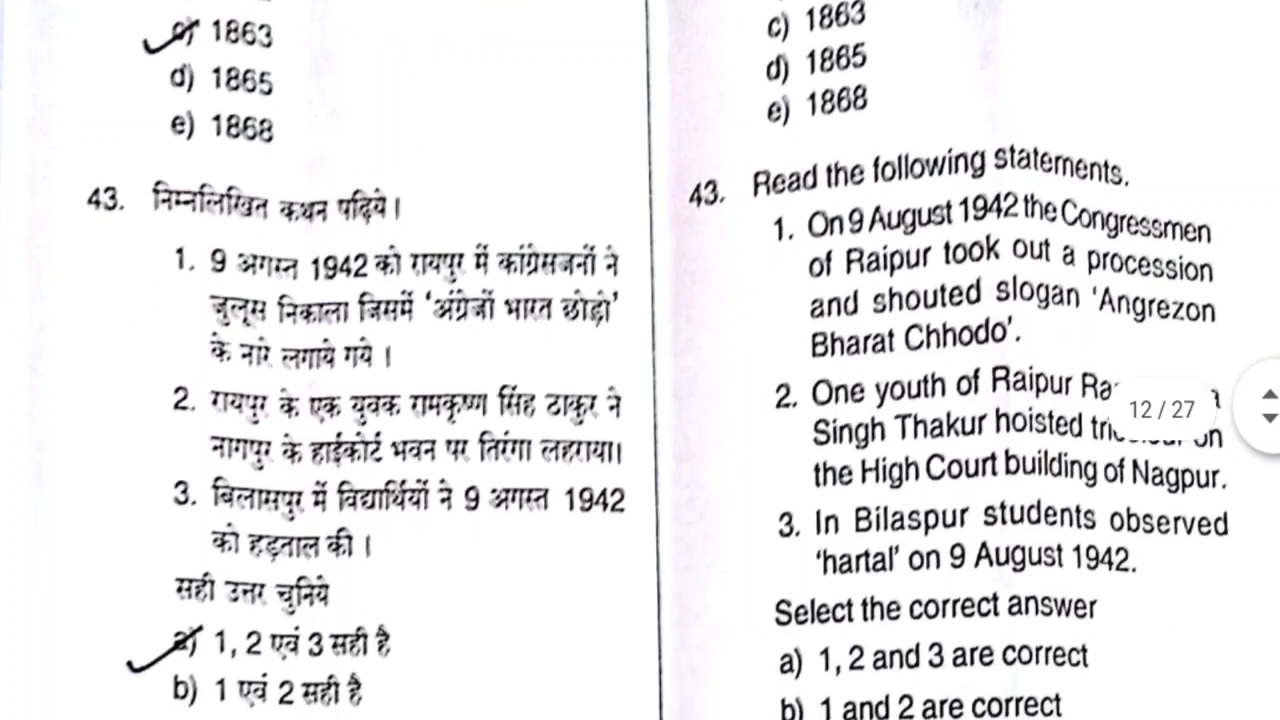 c) 1863
d) 1865
e) 1868
43. निम्नलिखित कथन पढ़िये।
1. 9 अगस्त 1942 को रायपुर में कांग्रेसजनों ने
जुलूस निकाला जिसमें ‘अंग्रेजों भारत छोड़ो’
के नारे लगाये गये।
2. रायपुर के एक युवक रामकृष्ण सिंह ठाकुर ने
नागपुर के हाईकोर्ट भवन पर तिरंगा लहराया।
3. बिलासपुर में विद्यार्थियों ने 9 अगस्त 1942
को हड़ताल की।
सही उत्तर चुनिये
a) 1, 2 एवं 3 सही है
b) 1 एवं 2 सही है
c) 1863
d) 1865
e) 1868
43. Read the following statements.
1. On 9 August 1942 the Congressmen
of Raipur took out a procession
and shouted slogan 'Angrezon
Bharat Chhodo'.
2. One youth of Raipur
Singh Thakur hoisted on
the High Court building of Nagpur.
3. In Bilaspur students observed
'hartal' on 9 August 1942.
Select the correct answer
a) 1, 2 and 3 are correct
b) 1 and 2 are correct
12 / 27